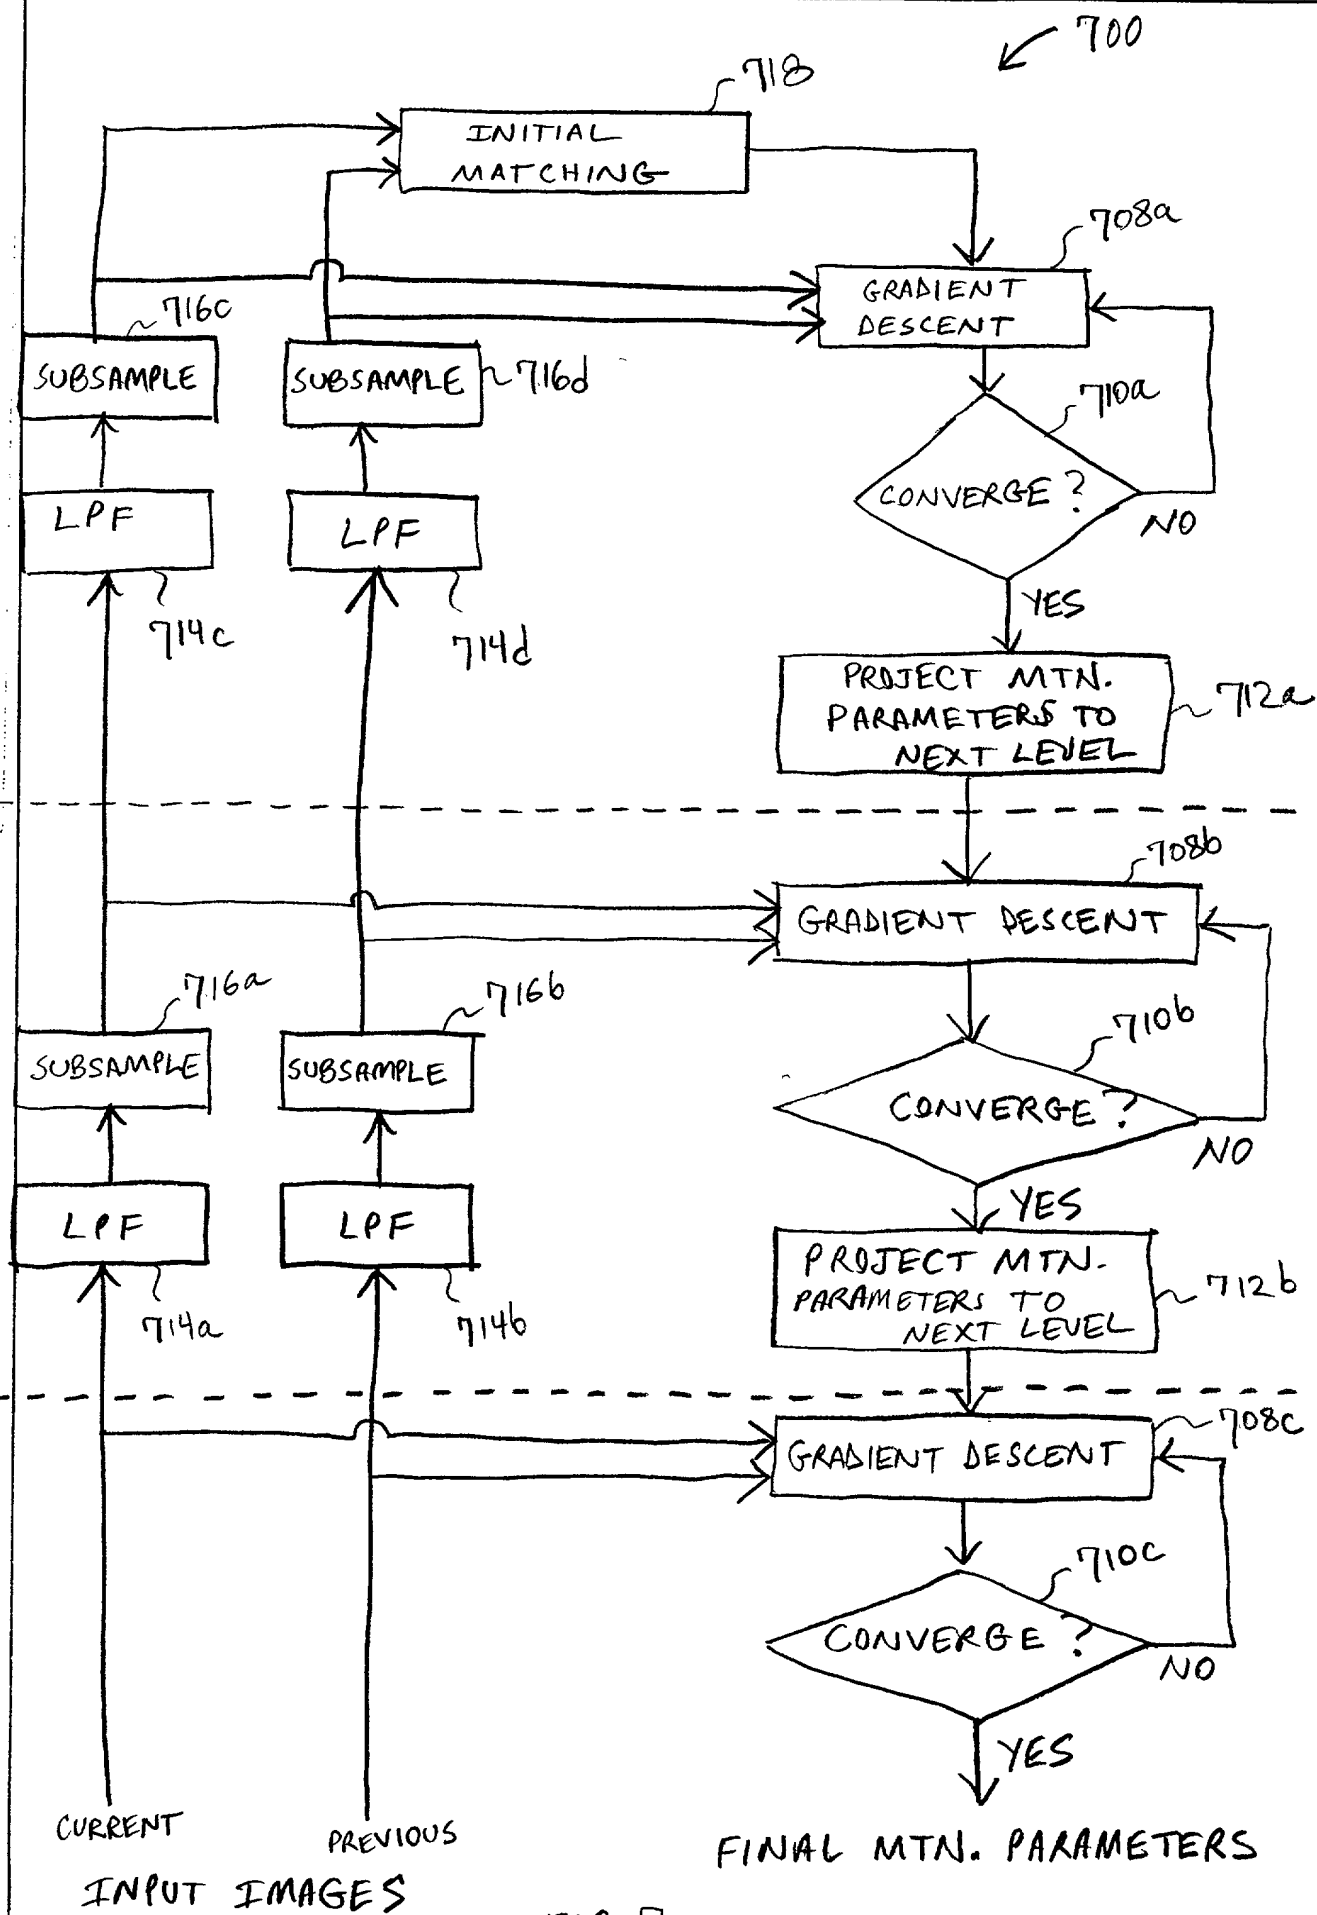 700
718
INITIAL
MATCHING
708a
GRADIENT
DESCENT
716c
SUBSAMPLE
SUBSAMPLE
716d
710a
CONVERGE?
NO
LPF
LPF
YES
714c
714d
PROJECT MTN.
PARAMETERS TO
NEXT LEVEL
712a
708b
GRADIENT DESCENT
716a
716b
SUBSAMPLE
SUBSAMPLE
710b
CONVERGE?
NO
LPF
LPF
YES
714a
714b
PROJECT MTN.
PARAMETERS TO
NEXT LEVEL
712b
708c
GRADIENT DESCENT
710c
CONVERGE?
NO
YES
CURRENT
PREVIOUS
FINAL MTN. PARAMETERS
INPUT IMAGES